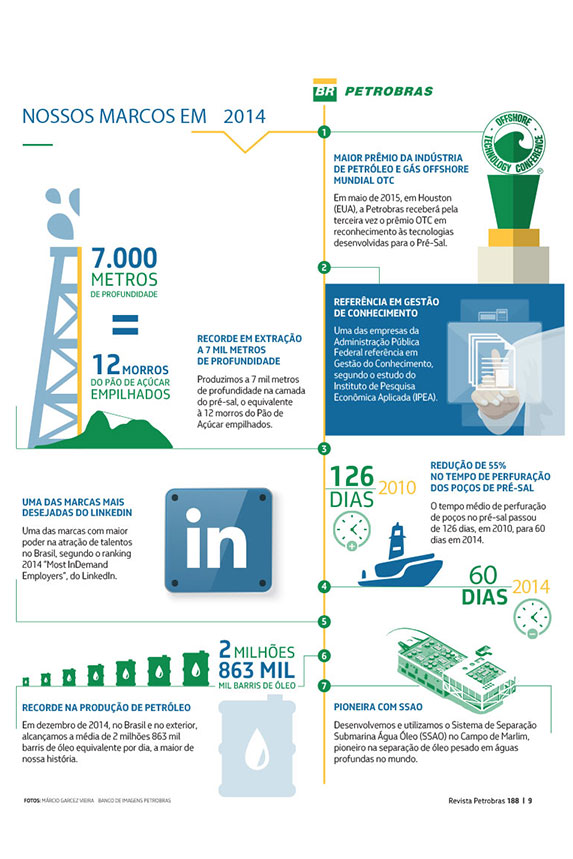 BR PETROBRAS
NOSSOS MARCOS EM 2014
1
OFFSHORE
TECHNOLOGY CONFERENCE
MAIOR PRÊMIO DA INDÚSTRIA
DE PETRÓLEO E GÁS OFFSHORE
MUNDIAL OTC
Em maio de 2015, em Houston
(EUA), a Petrobras receberá pela
terceira vez o prêmio OTC em
reconhecimento às tecnologias
desenvolvidas para o Pré-Sal.
2
REFERÊNCIA EM GESTÃO
DE CONHECIMENTO
Uma das empresas da
Administração Pública
Federal referência em
Gestão do Conhecimento,
segundo o estudo do
Instituto de Pesquisa
Econômica Aplicada (IPEA).
7.000
METROS
DE PROFUNDIDADE
=
12 MORROS
DO PÃO DE AÇÚCAR
EMPILHADOS
RECORDE EM EXTRAÇÃO
A 7 MIL METROS
DE PROFUNDIDADE
Produzimos a 7 mil metros
de profundidade na camada
do pré-sal, o equivalente
à 12 morros do Pão de
Açúcar empilhados.
3
126
DIAS
2010
REDUÇÃO DE 55%
NO TEMPO DE PERFURAÇÃO
DOS POÇOS DE PRÉ-SAL
O tempo médio de perfuração
de poços no pré-sal passou
de 126 dias, em 2010, para 60
dias em 2014.
60
DIAS
2014
4
UMA DAS MARCAS MAIS
DESEJADAS DO LINKEDIN
Uma das marcas com maior
poder na atração de talentos
no Brasil, segundo o ranking
2014 "Most InDemand
Employers", do LinkedIn.
in
5
2 MILHÕES
863 MIL
MIL BARRIS DE ÓLEO
6
7
RECORDE NA PRODUÇÃO DE PETRÓLEO
Em dezembro de 2014, no Brasil e no exterior,
alcançamos a média de 2 milhões 863 mil
barris de óleo equivalente por dia, a maior de
nossa história.
PIONEIRA COM SSAO
Desenvolvemos e utilizamos o Sistema de Separação
Submarina Água Óleo (SSAO) no Campo de Marlim,
pioneiro na separação de óleo pesado em águas
profundas no mundo.
FOTOS: MÁRCIO GARCEZ VIEIRA BANCO DE IMAGENS PETROBRAS
Revista Petrobras 188 | 9